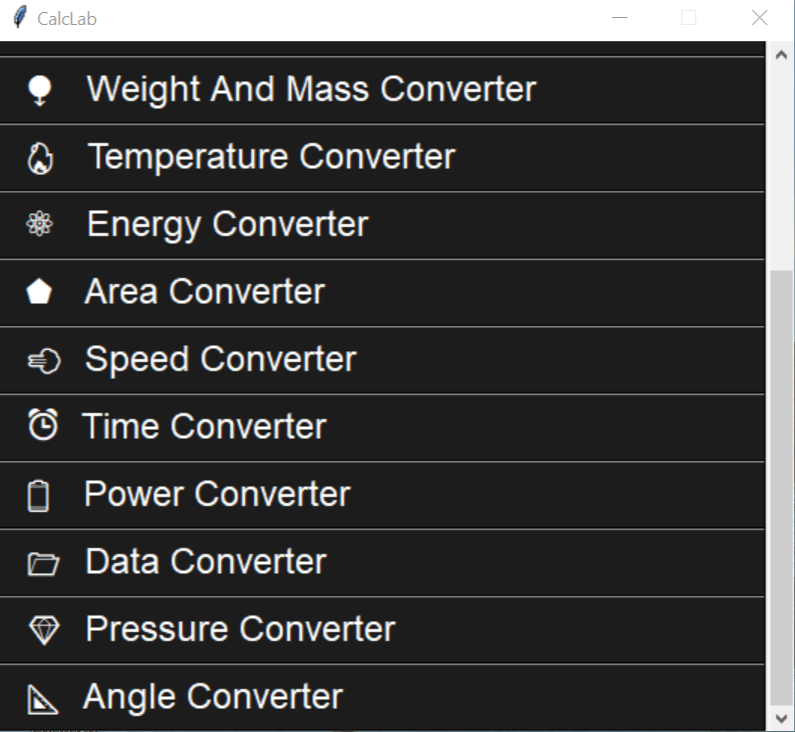 CalcLab
Weight And Mass Converter
Temperature Converter
Energy Converter
Area Converter
Speed Converter
Time Converter
Power Converter
Data Converter
Pressure Converter
Angle Converter